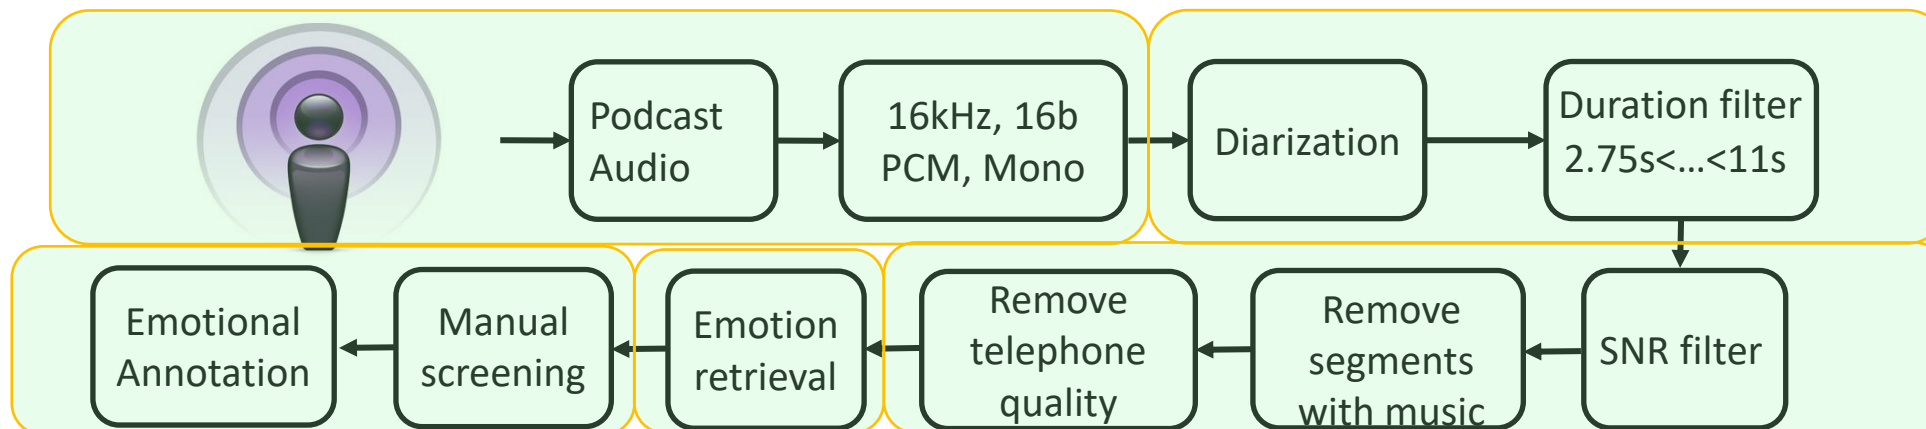 Podcast
Audio
16kHz, 16b
PCM, Mono
Diarization
Duration filter
2.75s<...<11s
SNR filter
Remove
segments
with music
Remove
telephone
quality
Emotion
retrieval
Manual
screening
Emotional
Annotation